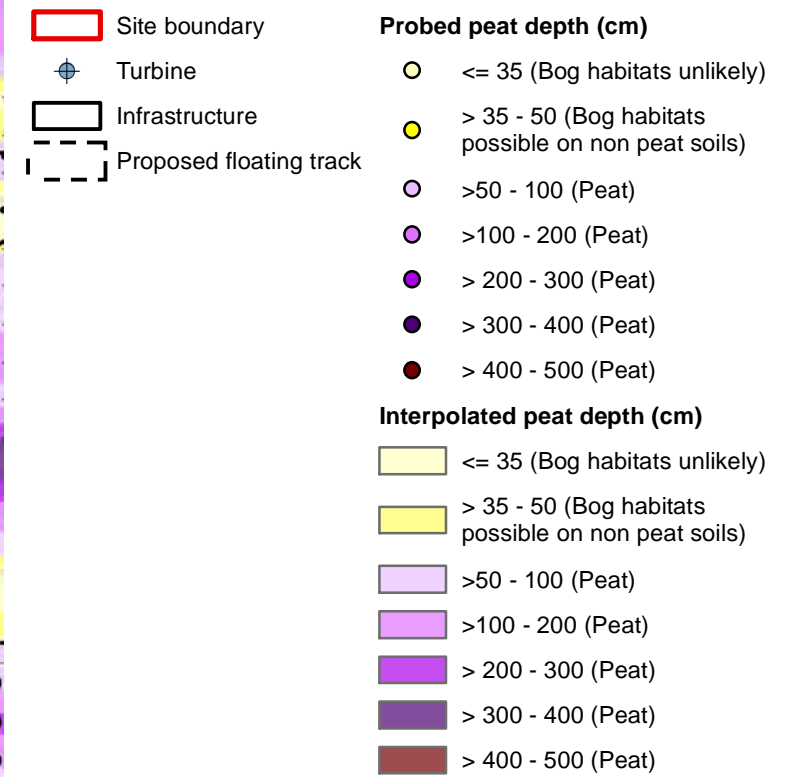 Site boundary
Turbine
Infrastructure
Proposed floating track
Probed peat depth (cm)
<= 35 (Bog habitats unlikely)
> 35 - 50 (Bog habitats
possible on non peat soils)
>50 - 100 (Peat)
>100 - 200 (Peat)
> 200 - 300 (Peat)
> 300 - 400 (Peat)
> 400 - 500 (Peat)
Interpolated peat depth (cm)
<= 35 (Bog habitats unlikely)
> 35 - 50 (Bog habitats
possible on non peat soils)
>50 - 100 (Peat)
>100 - 200 (Peat)
> 200 - 300 (Peat)
> 300 - 400 (Peat)
> 400 - 500 (Peat)